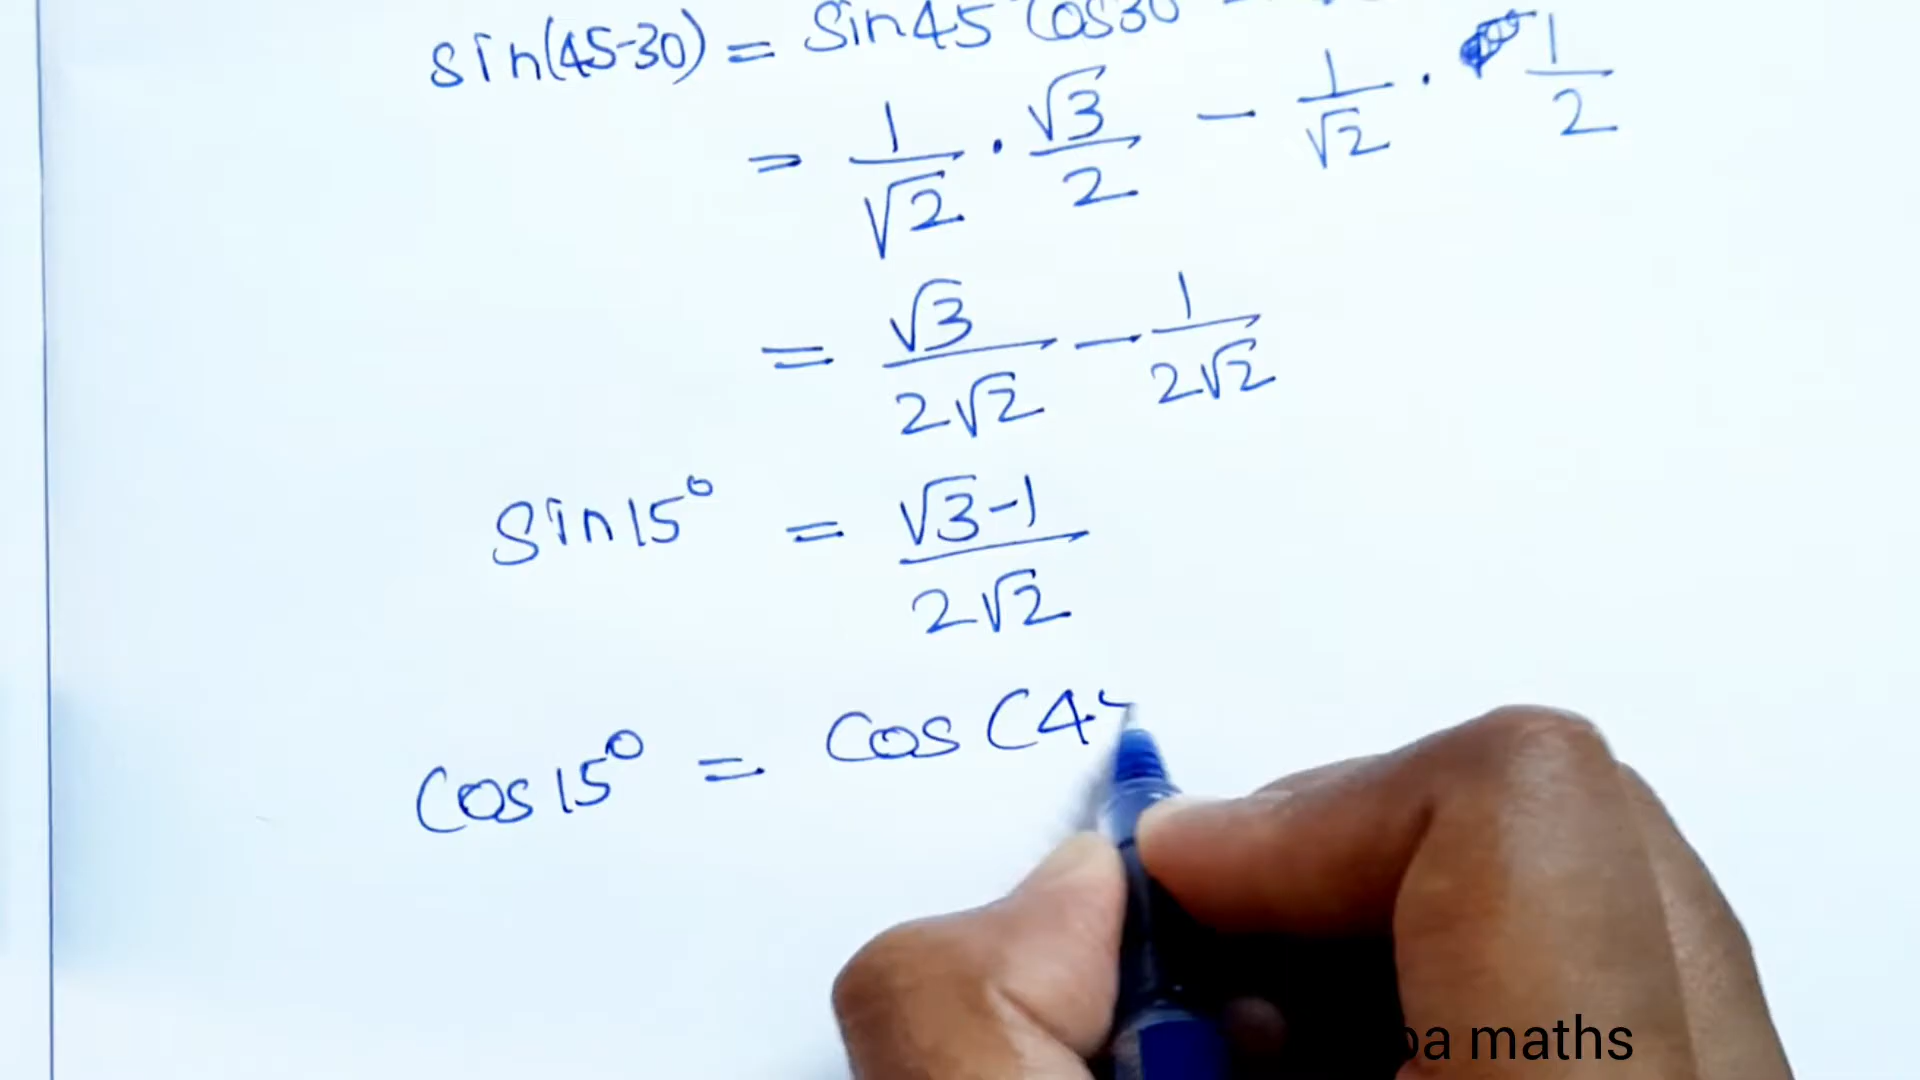 sin(45-30) = sin45 cos30 -
= 1/√2 . √3/2 - 1/√2 . 1/2
= √3/2√2 - 1/2√2
Sin15° = √3-1/2√2
Cos15° = Cos(4
maths